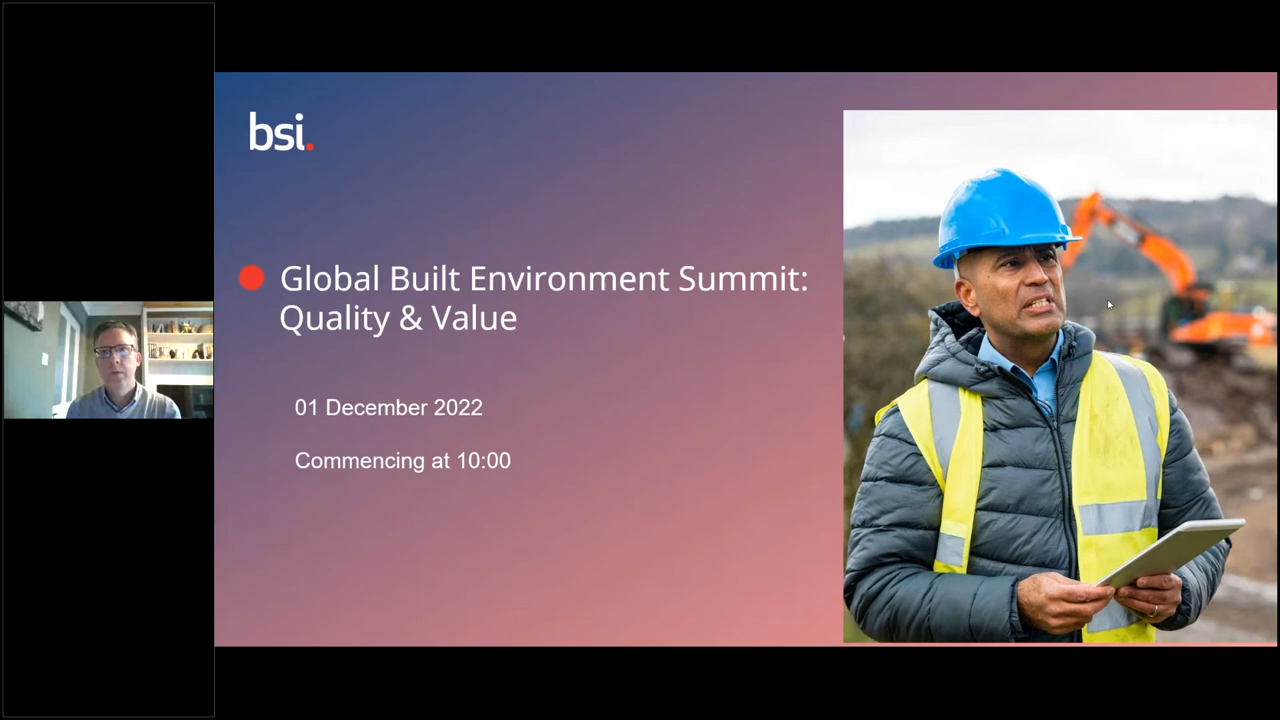 bsi.
Global Built Environment Summit:
Quality & Value
01 December 2022
Commencing at 10:00